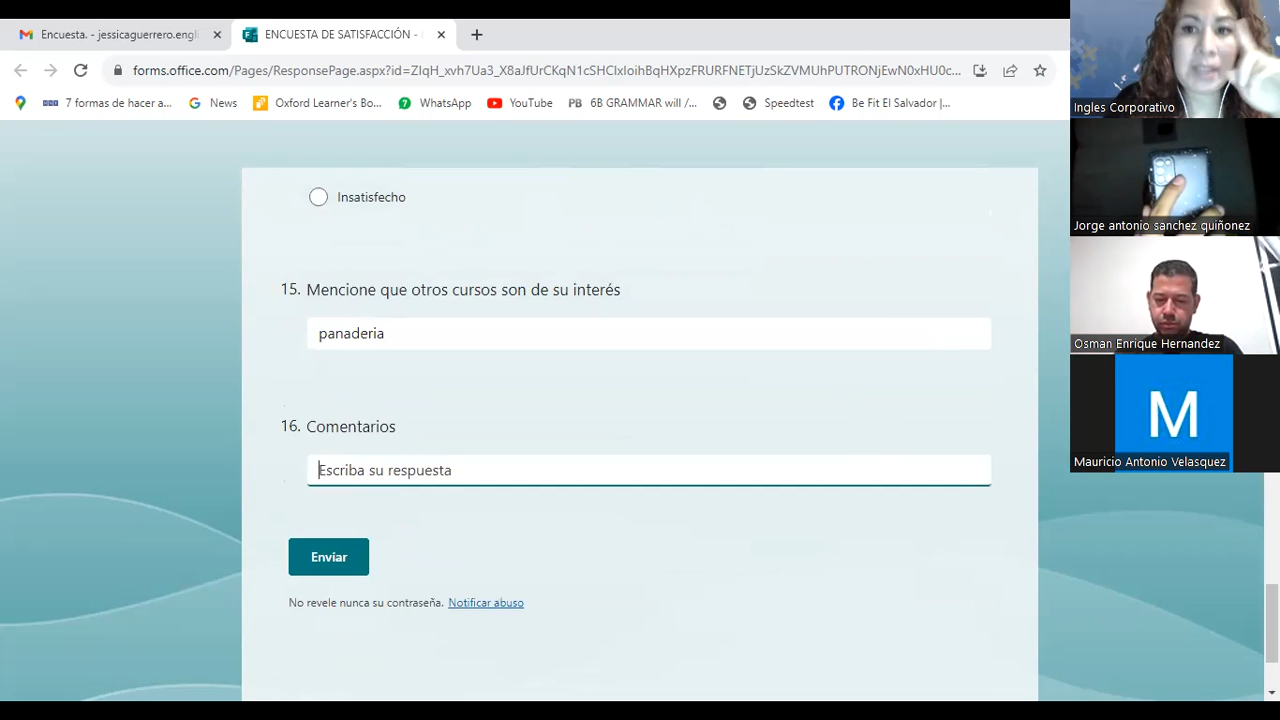 Encuesta. - jessicaguerrero.engli
ENCUESTA DE SATISFACCIÓN -
forms.office.com/Pages/ResponsePage.aspx?id=ZIqH_xvh7Ua3_X8aJfUrCKqN1cSHCIxIoihBqHXpzFRURFNETjUzSkZVMUhPUTRONjEwN0xHU0c...
7 formas de hacer a...
News
Oxford Learner's Bo...
WhatsApp
YouTube
PB 6B GRAMMAR will /...
Speedtest
Be Fit El Salvador |...
Insatisfecho
15. Mencione que otros cursos son de su interés
panaderia
16. Comentarios
Escriba su respuesta
Enviar
No revele nunca su contraseña. Notificar abuso
Ingles Corporativo
Jorge antonio sanchez quiñonez
Osman Enrique Hernandez
M
Mauricio Antonio Velasquez